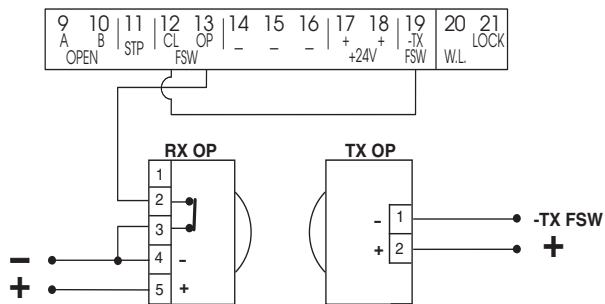 9 10 11 12 13 14 15 16 17 18 19 20 21
A B STP CL OP – – – + + -TX LOCK
OPEN FSW +24V FSW W.L.
RX OP TX OP
1
2
3
4 -
5 +
- 1
+ 2
-TX FSW
+
-
+